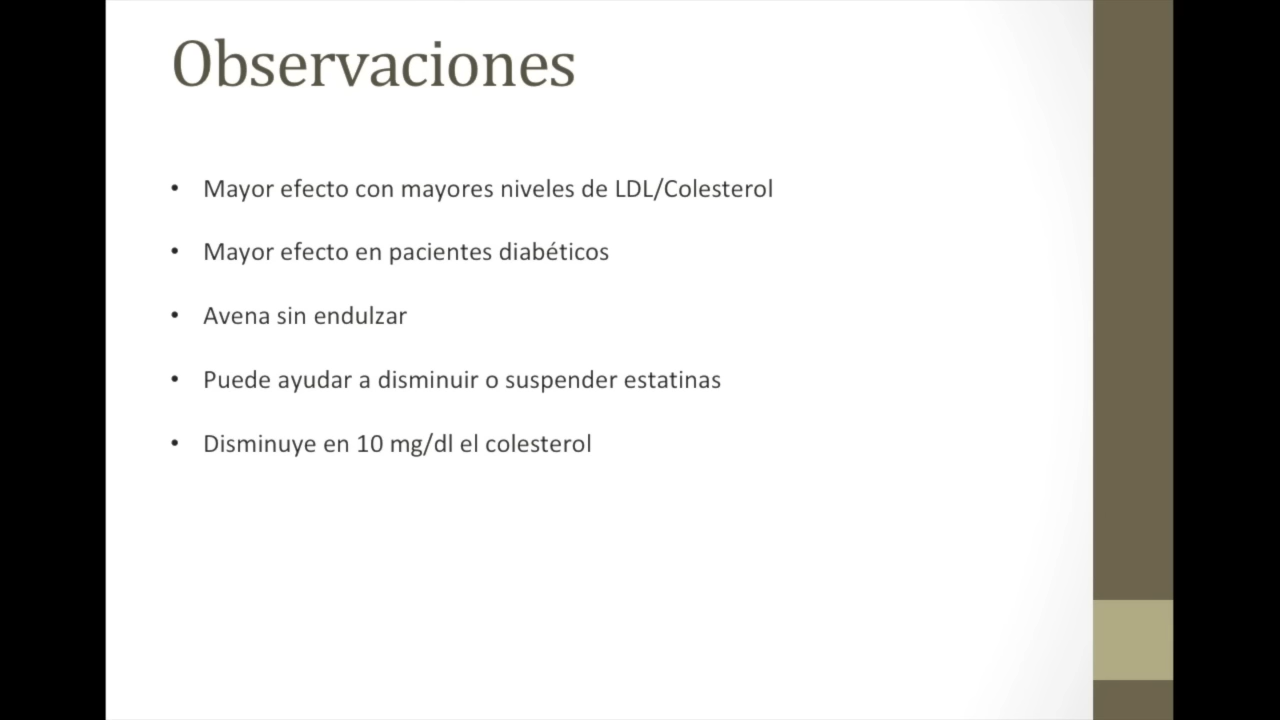 Observaciones
• Mayor efecto con mayores niveles de LDL/Colesterol
• Mayor efecto en pacientes diabéticos
• Avena sin endulzar
• Puede ayudar a disminuir o suspender estatinas
• Disminuye en 10 mg/dl el colesterol